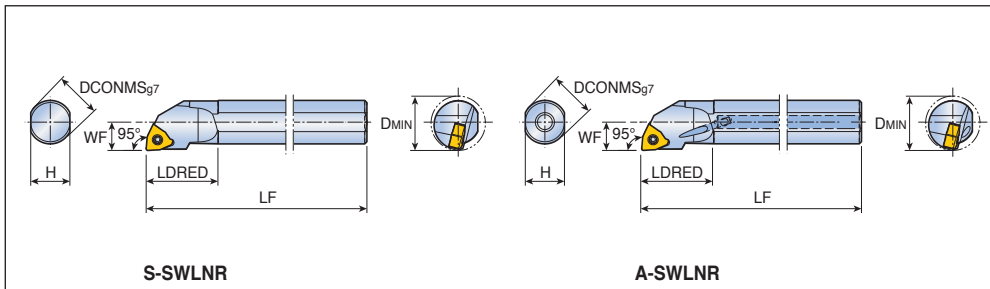 DCONMSg7
WF
95°
H
LDRED
LF
DMIN
S-SWLNR
DCONMSg7
WF
95°
H
LDRED
LF
DMIN
A-SWLNR